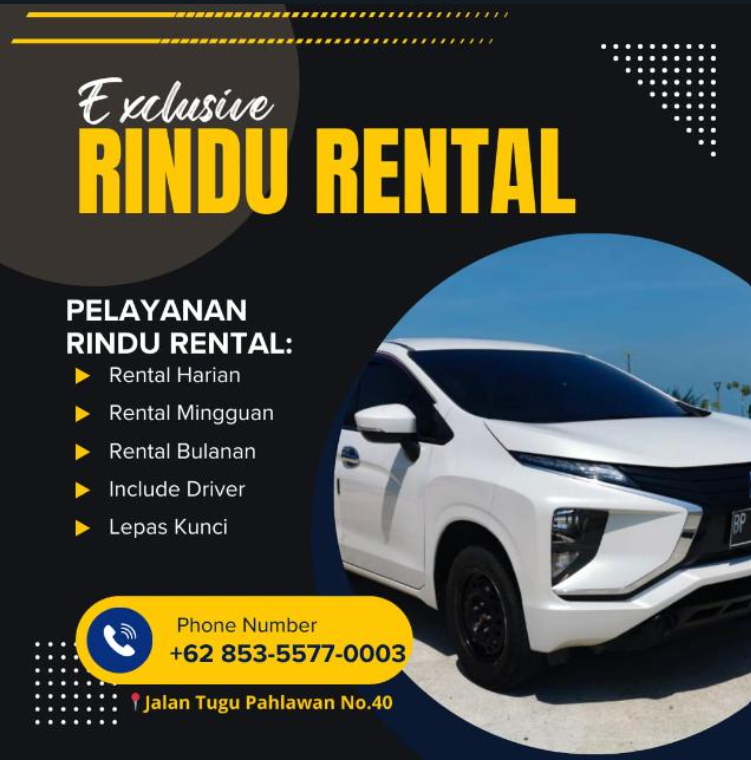 Exclusive
RINDU RENTAL
PELAYANAN
RINDU RENTAL:
Rental Harian
Rental Mingguan
Rental Bulanan
Include Driver
Lepas Kunci
BP
Phone Number
+62 853-5577-0003
Jalan Tugu Pahlawan No.40